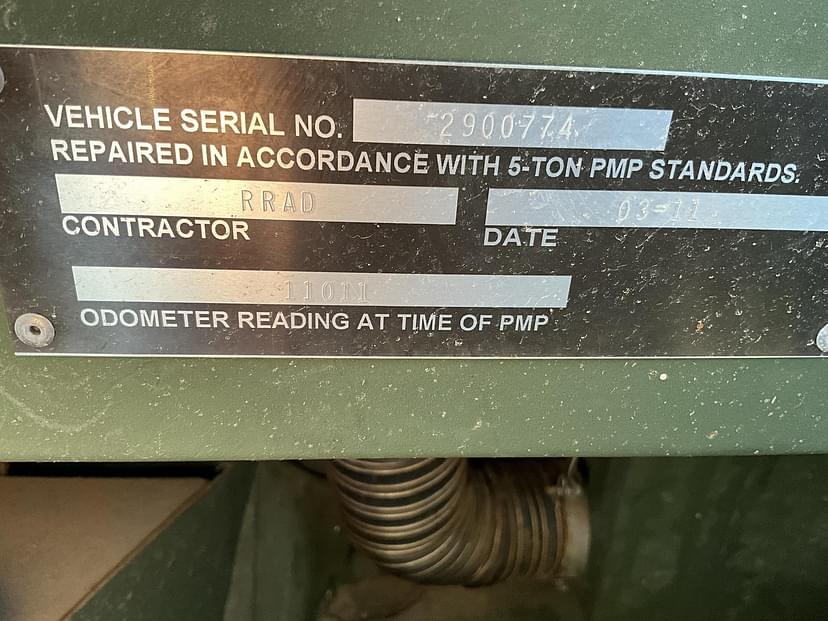 VEHICLE SERIAL NO. 2900774
REPAIRED IN ACCORDANCE WITH 5-TON PMP STANDARDS.
RRAD 03-11
CONTRACTOR DATE
11011
ODOMETER READING AT TIME OF PMP